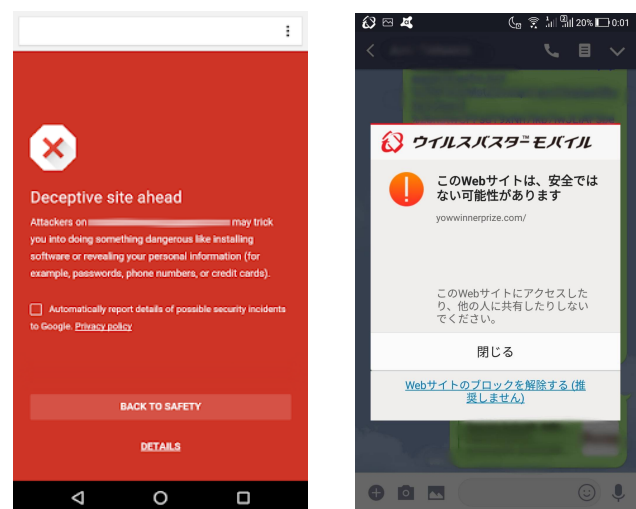 Deceptive site ahead
Attackers on may trick
you into doing something dangerous like installing
software or revealing your personal information (for
example, passwords, phone numbers, or credit cards).
Automatically report details of possible security incidents
to Google. Privacy policy
BACK TO SAFETY
DETAILS
20% 0:01
ウイルスバスター™モバイル
このWebサイトは、安全では
ない可能性があります
yowwinnerprize.com/
このWebサイトにアクセスした
り、他の人に共有したりしない
でください。
閉じる
Webサイトのブロックを解除する (推
奨しません)